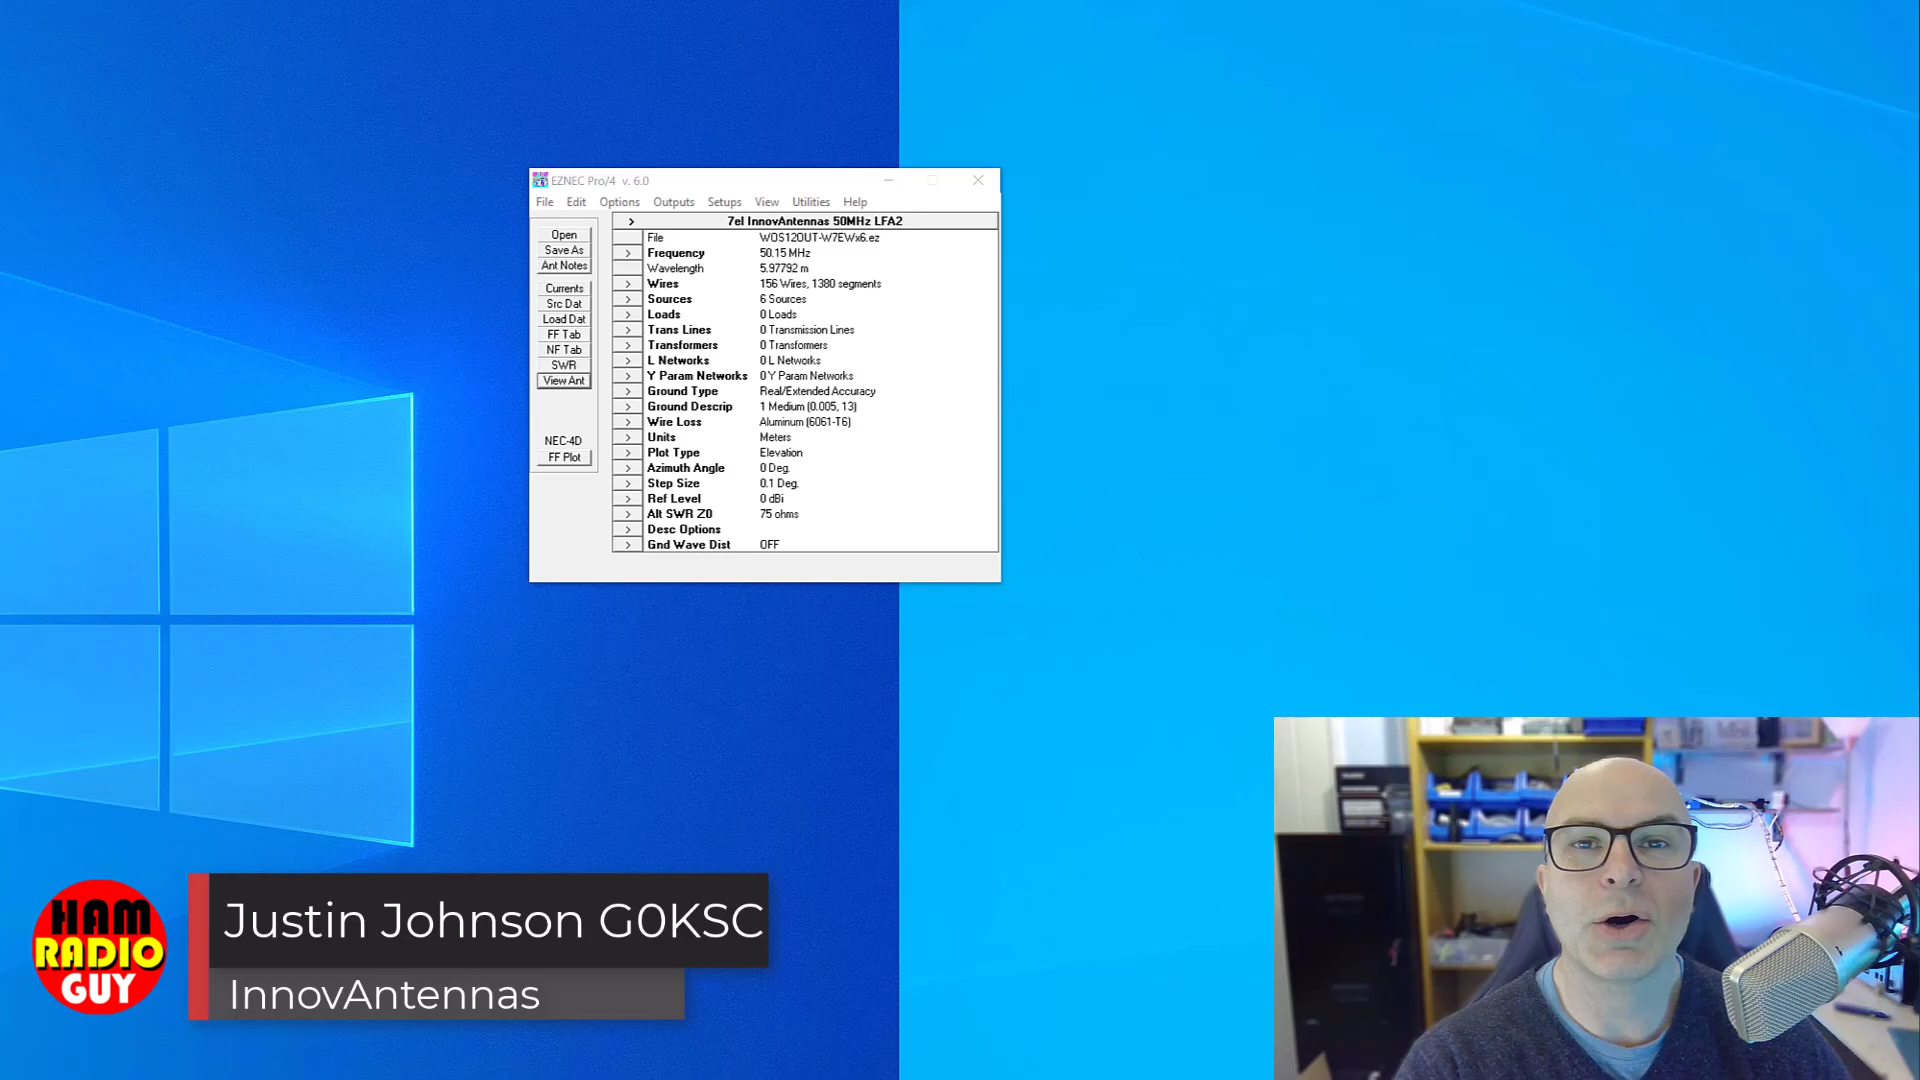 EZNEC Pro/4 v. 6.0
File Edit Options Outputs Setups View Utilities Help
Open
Save As
Ant Notes
Currents
Src Dat
Load Dat
FF Tab
NF Tab
SWR
View Ant
NEC-4D
FF Plot
> 7el InnovAntennas 50MHz LFA2
File WOS12OUT-W7EWx6.ez
> Frequency 50.15 MHz
Wavelength 5.97792 m
> Wires 156 Wires, 1380 segments
> Sources 6 Sources
> Loads 0 Loads
> Trans Lines 0 Transmission Lines
> Transformers 0 Transformers
> L Networks 0 L Networks
> Y Param Networks 0 Y Param Networks
> Ground Type Real/Extended Accuracy
> Ground Descrip 1 Medium (0.005, 13)
> Wire Loss Aluminum (6061-T6)
> Units Meters
> Plot Type Elevation
> Azimuth Angle 0 Deg.
> Step Size 0.1 Deg.
> Ref Level 0 dBi
> Alt SWR Z0 75 ohms
> Desc Options
> Gnd Wave Dist OFF
HAM
RADIO
GUY
Justin Johnson G0KSC
InnovAntennas